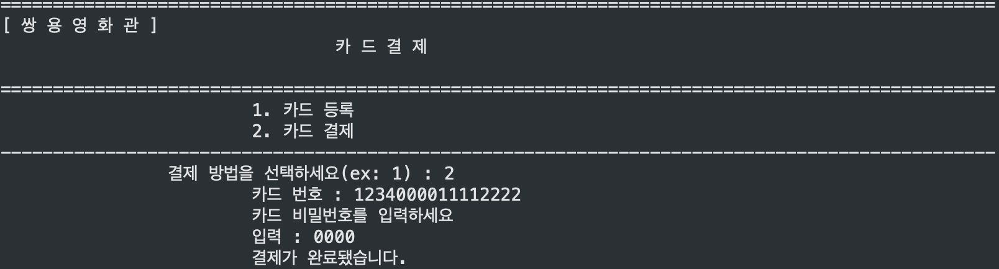 ====================================================================================================
[ 쌍 용 영 화 관 ]
카 드 결 제
====================================================================================================
1. 카드 등록
2. 카드 결제
----------------------------------------------------------------------------------------------------
결제 방법을 선택하세요(ex: 1) : 2
카드 번호 : 1234000011112222
카드 비밀번호를 입력하세요
입력 : 0000
결제가 완료됐습니다.